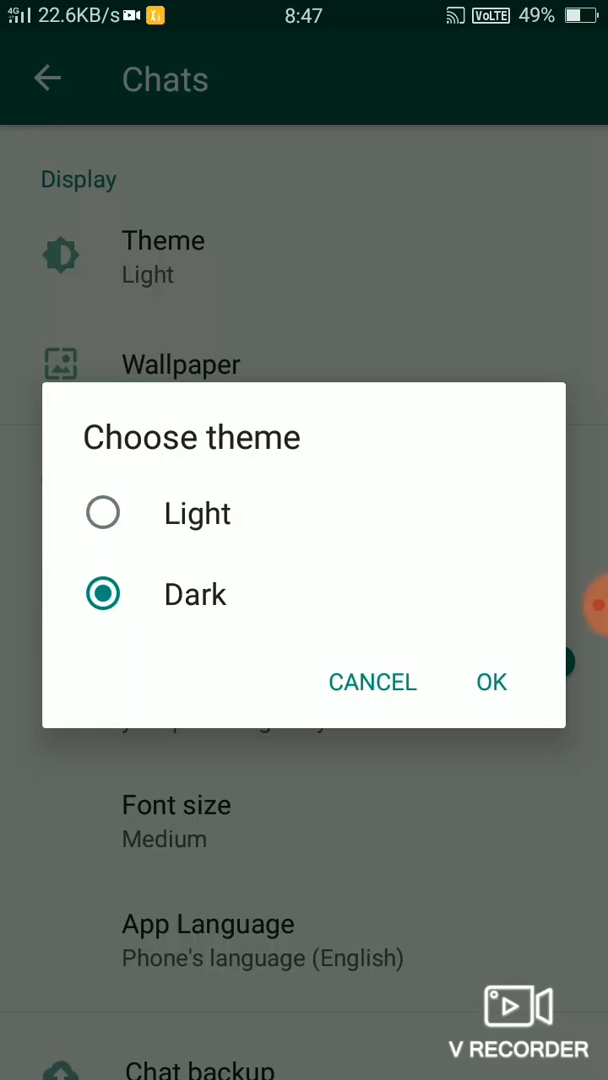 4G 22.6KB/s 8:47 VoLTE 49%
Chats
Display
Theme
Light
Wallpaper
Choose theme
Light
Dark
CANCEL OK
Font size
Medium
App Language
Phone's language (English)
Chat backup
V RECORDER